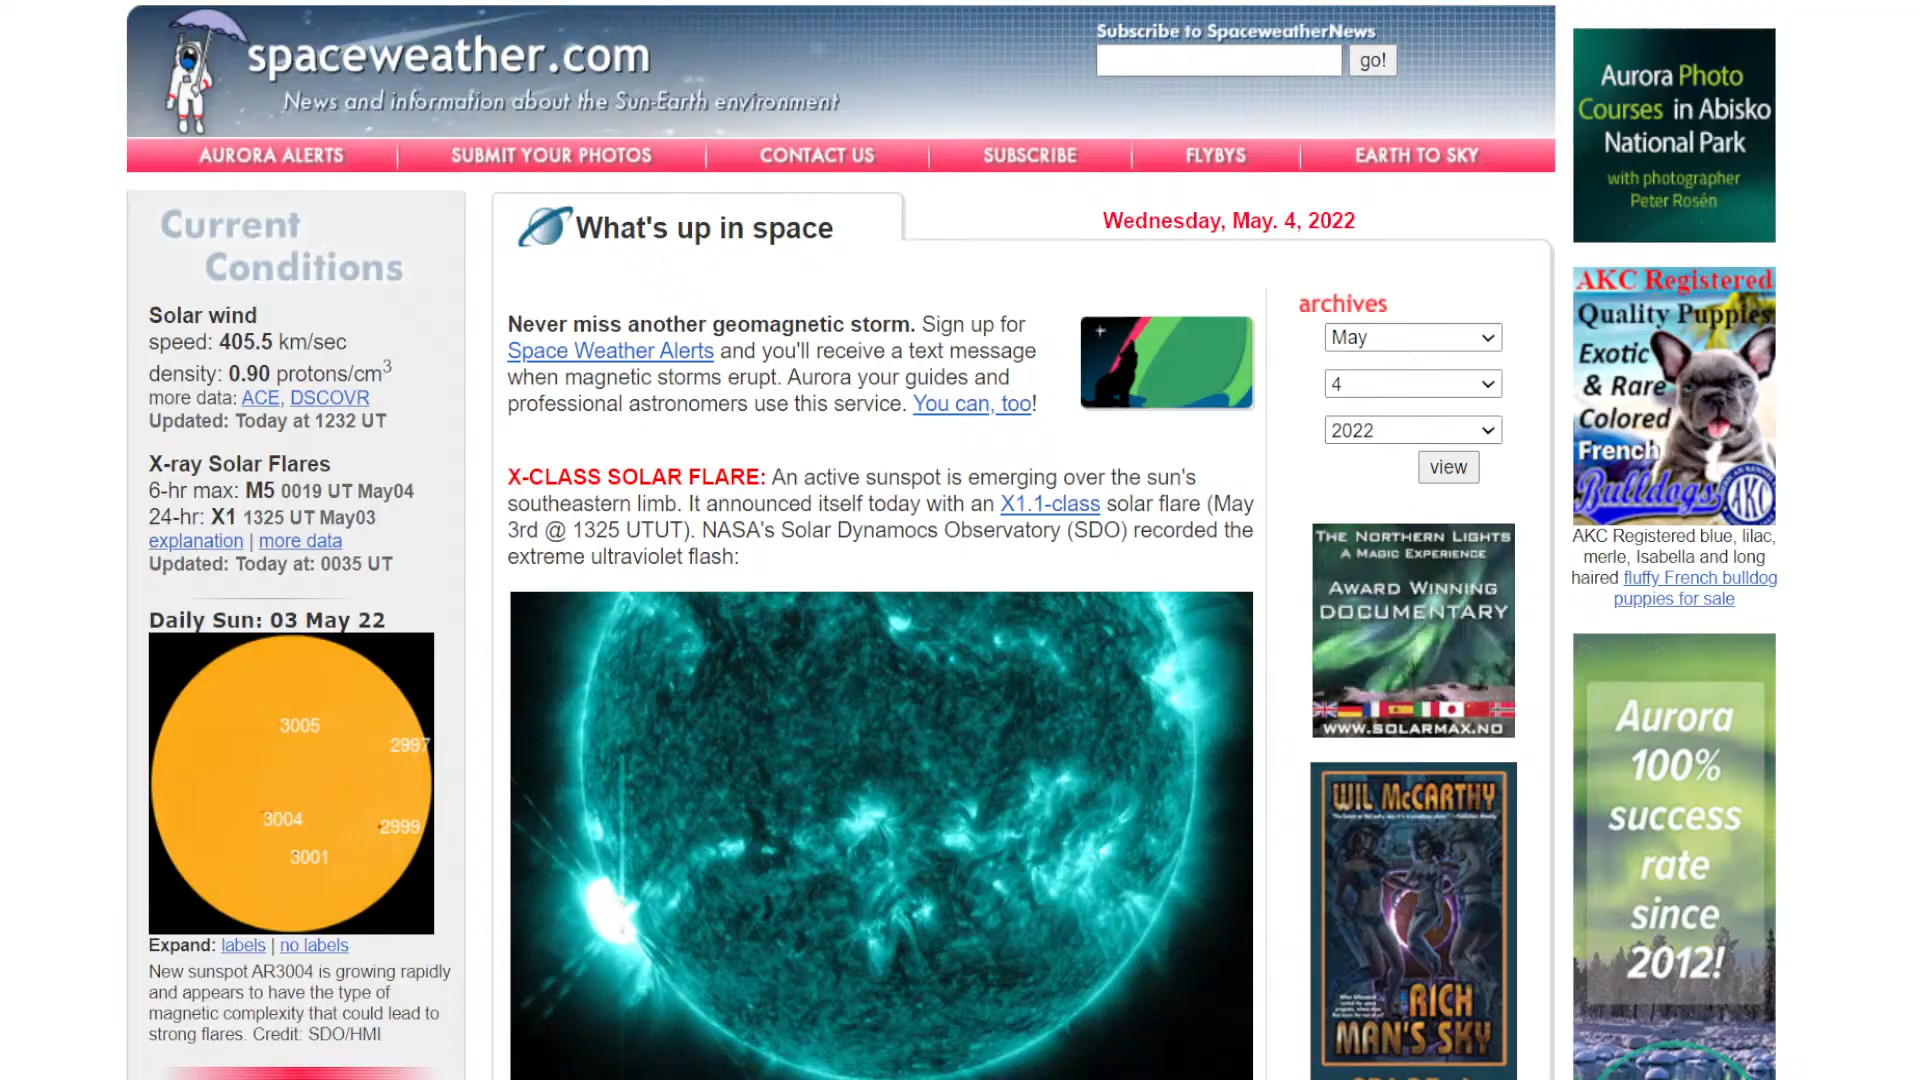 spaceweather.com
News and information about the Sun-Earth environment
Subscribe to SpaceweatherNews
go!
AURORA ALERTS
SUBMIT YOUR PHOTOS
CONTACT US
SUBSCRIBE
FLYBYS
EARTH TO SKY
Current
Conditions
Solar wind
speed: 405.5 km/sec
density: 0.90 protons/cm3
more data: ACE, DSCOVR
Updated: Today at 1232 UT
X-ray Solar Flares
6-hr max: M5 0019 UT May04
24-hr: X1 1325 UT May03
explanation | more data
Updated: Today at: 0035 UT
Daily Sun: 03 May 22
3005
2997
3004
2999
3001
Expand: labels | no labels
New sunspot AR3004 is growing rapidly
and appears to have the type of
magnetic complexity that could lead to
strong flares. Credit: SDO/HMI
What's up in space
Wednesday, May. 4, 2022
Never miss another geomagnetic storm. Sign up for
Space Weather Alerts and you'll receive a text message
when magnetic storms erupt. Aurora your guides and
professional astronomers use this service. You can, too!
X-CLASS SOLAR FLARE: An active sunspot is emerging over the sun's
southeastern limb. It announced itself today with an X1.1-class solar flare (May
3rd @ 1325 UTUT). NASA's Solar Dynamocs Observatory (SDO) recorded the
extreme ultraviolet flash:
archives
May
4
2022
view
THE NORTHERN LIGHTS
A MAGIC EXPERIENCE
AWARD WINNING
DOCUMENTARY
WWW.SOLARMAX.NO
WIL McCARTHY
RICH
MAN'S SKY
Aurora Photo
Courses in Abisko
National Park
with photographer
Peter Rosén
AKC Registered
Quality Puppies
Exotic
& Rare
Colored
French
Bulldogs
AKC
AKC Registered blue, lilac,
merle, Isabella and long
haired fluffy French bulldog
puppies for sale
Aurora
100%
success
rate
since
2012!